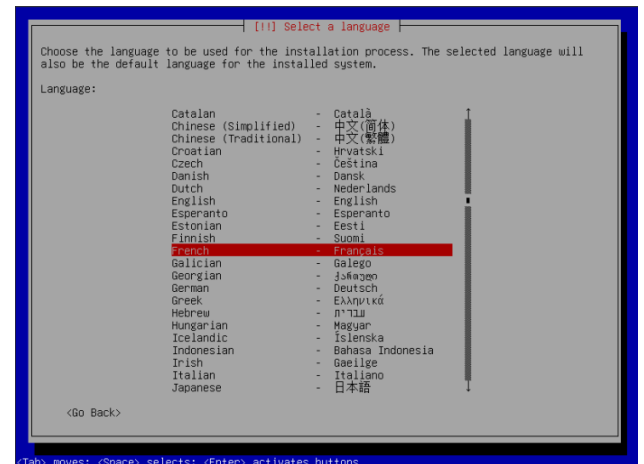 [!!] Select a language
Choose the language to be used for the installation process. The selected language will
also be the default language for the installed system.
Language:
Catalan - Català
Chinese (Simplified) - 中文(简体)
Chinese (Traditional) - 中文(繁體)
Croatian - Hrvatski
Czech - Čeština
Danish - Dansk
Dutch - Nederlands
English - English
Esperanto - Esperanto
Estonian - Eesti
Finnish - Suomi
French - Français
Galician - Galego
Georgian - ქართული
German - Deutsch
Greek - Ελληνικά
Hebrew - עברית
Hungarian - Magyar
Icelandic - Íslenska
Indonesian - Bahasa Indonesia
Irish - Gaeilge
Italian - Italiano
Japanese - 日本語
<Go Back>
<Tab> moves; <Space> selects; <Enter> activates buttons